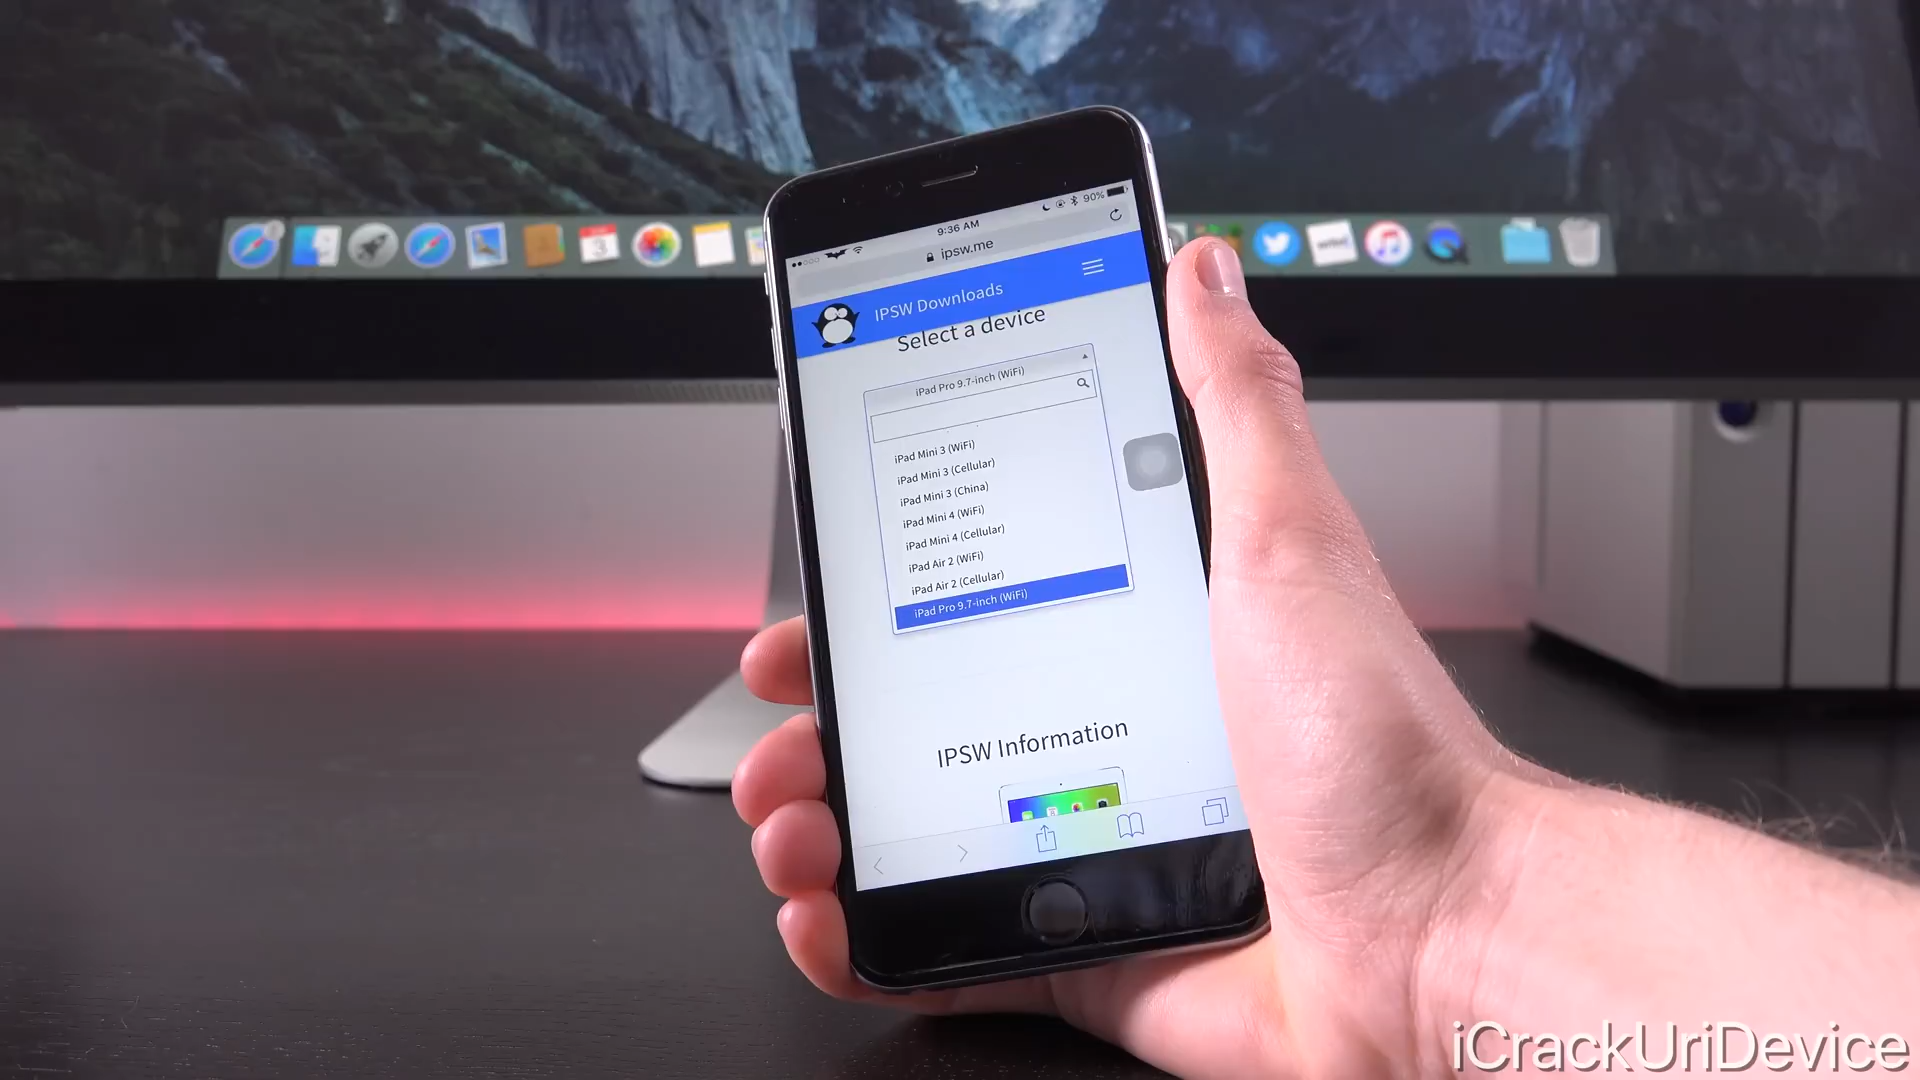 9:36 AM
90%
ipsw.me
IPSW Downloads
Select a device
iPad Pro 9.7-inch (WiFi)
iPad Mini 3 (WiFi)
iPad Mini 3 (Cellular)
iPad Mini 3 (China)
iPad Mini 4 (WiFi)
iPad Mini 4 (Cellular)
iPad Air 2 (WiFi)
iPad Air 2 (Cellular)
iPad Pro 9.7-inch (WiFi)
IPSW Information
3
iCrackUriDevice